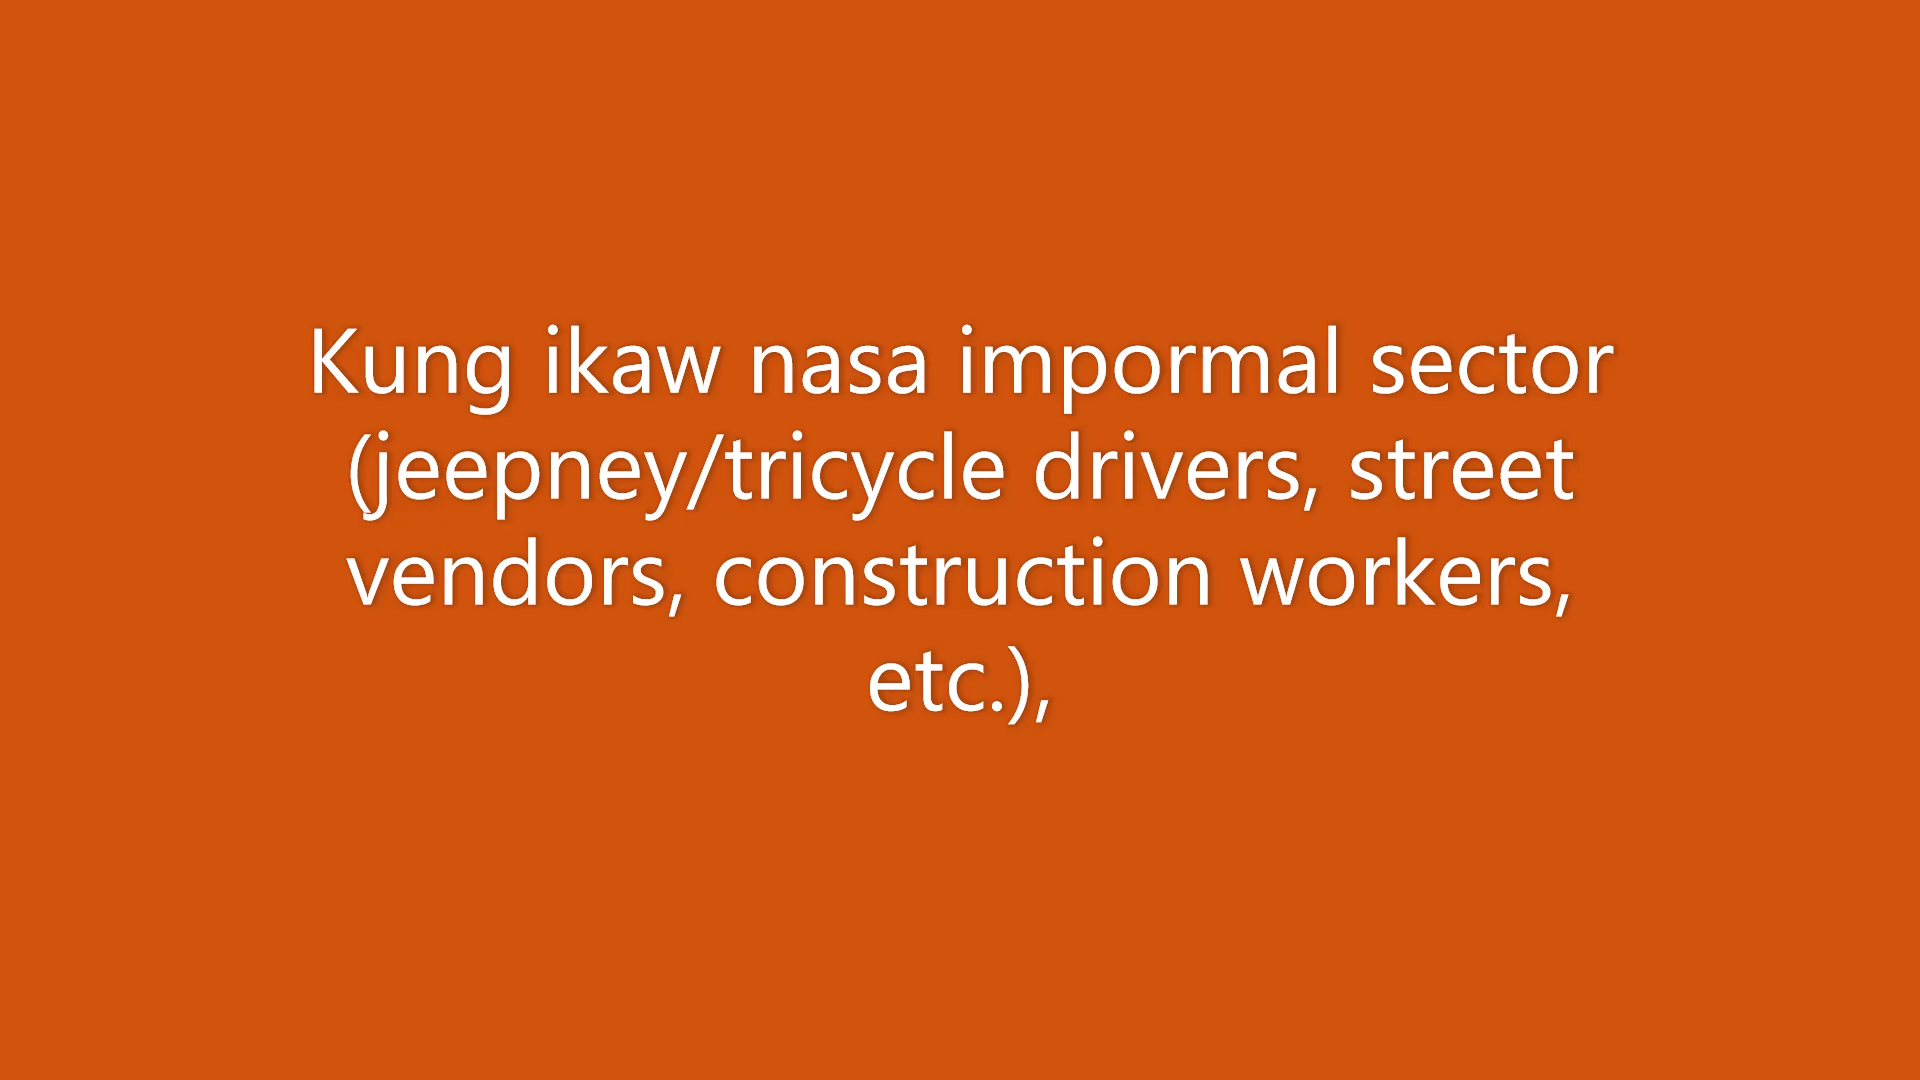 Kung ikaw nasa impormal sector
(jeepney/tricycle drivers, street
vendors, construction workers,
etc.),